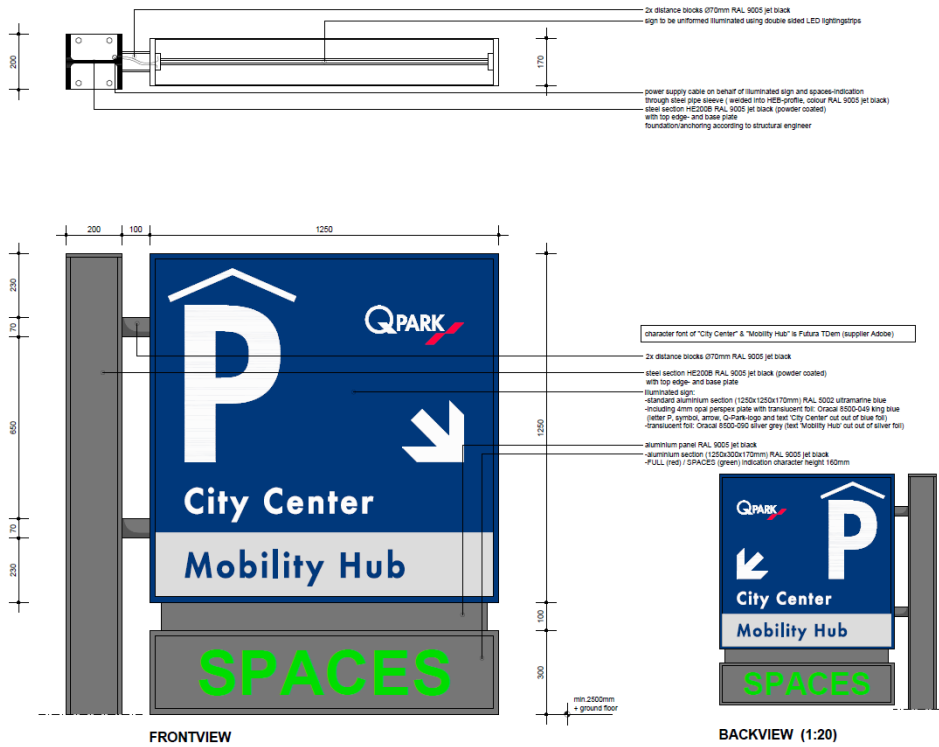 2x distance blocks Ø70mm RAL 9005 jet black
sign to be uniformed illuminated using double sided LED lightingstrips
200
170
power supply cable on behalf of illuminated sign and spaces-indication
through steel pipe sleeve ( welded into HEB-profile, colour RAL 9005 jet black)
steel section HE200B RAL 9005 jet black (powder coated)
with top edge- and base plate
foundation/anchoring according to structural engineer
200
100
1250
230
70
650
70
230
P
QPARK
City Center
Mobility Hub
SPACES
1250
100
300
min.2500mm
+ ground floor
character font of "City Center" & "Mobility Hub" is Futura TDem (supplier Adobe)
2x distance blocks Ø70mm RAL 9005 jet black
steel section HE200B RAL 9005 jet black (powder coated)
with top edge- and base plate
illuminated sign:
-standard aluminium section (1250x1250x170mm) RAL 5002 ultramarine blue
-including 4mm opal perspex plate with translucent foil: Oracal 8500-049 king blue
(letter P, symbol, arrow, Q-Park-logo and text 'City Center' cut out of blue foil)
-translucent foil: Oracal 8500-090 silver grey (text 'Mobility Hub' cut out of silver foil)
aluminium panel RAL 9005 jet black
-aluminium section (1250x300x170mm) RAL 9005 jet black
-FULL (red) / SPACES (green) indication character height 160mm
QPARK
P
City Center
Mobility Hub
SPACES
FRONTVIEW
BACKVIEW (1:20)